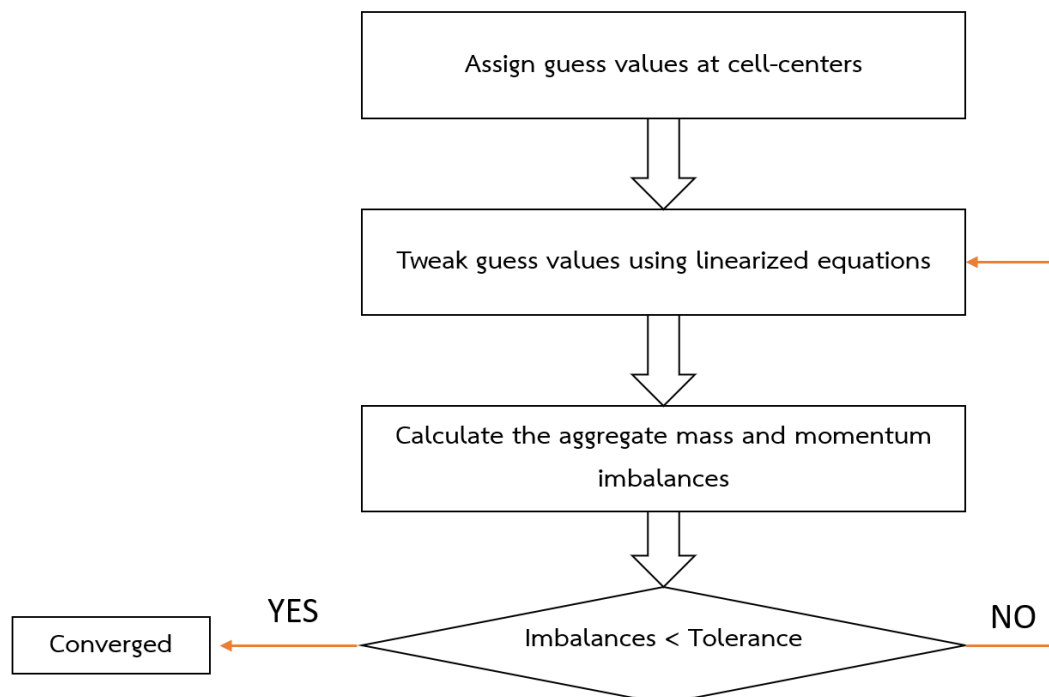 Assign guess values at cell-centers
Tweak guess values using linearized equations
Calculate the aggregate mass and momentum
imbalances
YES
NO
Converged
Imbalances < Tolerance